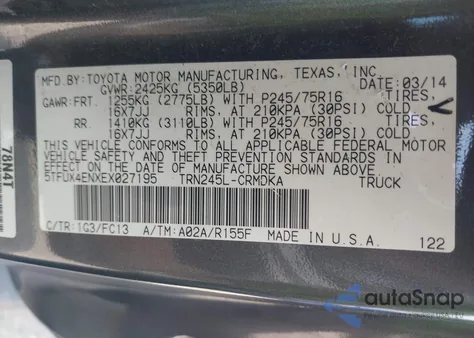 MFD.BY:TOYOTA MOTOR MANUFACTURING, TEXAS, INC.
GVWR:2425KG (5350LB) DATE: 03/14
GAWR:FRT. 1255KG (2775LB) WITH P245/75R16 TIRES,
16X7JJ RIMS, AT 210KPA (30PSI) COLD.
RR 1410KG (3110LB) WITH P245/75R16 TIRES,
16X7JJ RIMS, AT 210KPA (30PSI) COLD.
THIS VEHICLE CONFORMS TO ALL APPLICABLE FEDERAL MOTOR
VEHICLE SAFETY STANDARDS IN EFFECT ON THE
DATE OF MANUFACTURE SHOWN ABOVE.
5TFUX4ENXEX027195 TRN245L-CRMDKA TRUCK
C/TR:1G3/FC13 A/TM:A02A/R155F MADE IN U.S.A. 122
78N4T
autoSnap